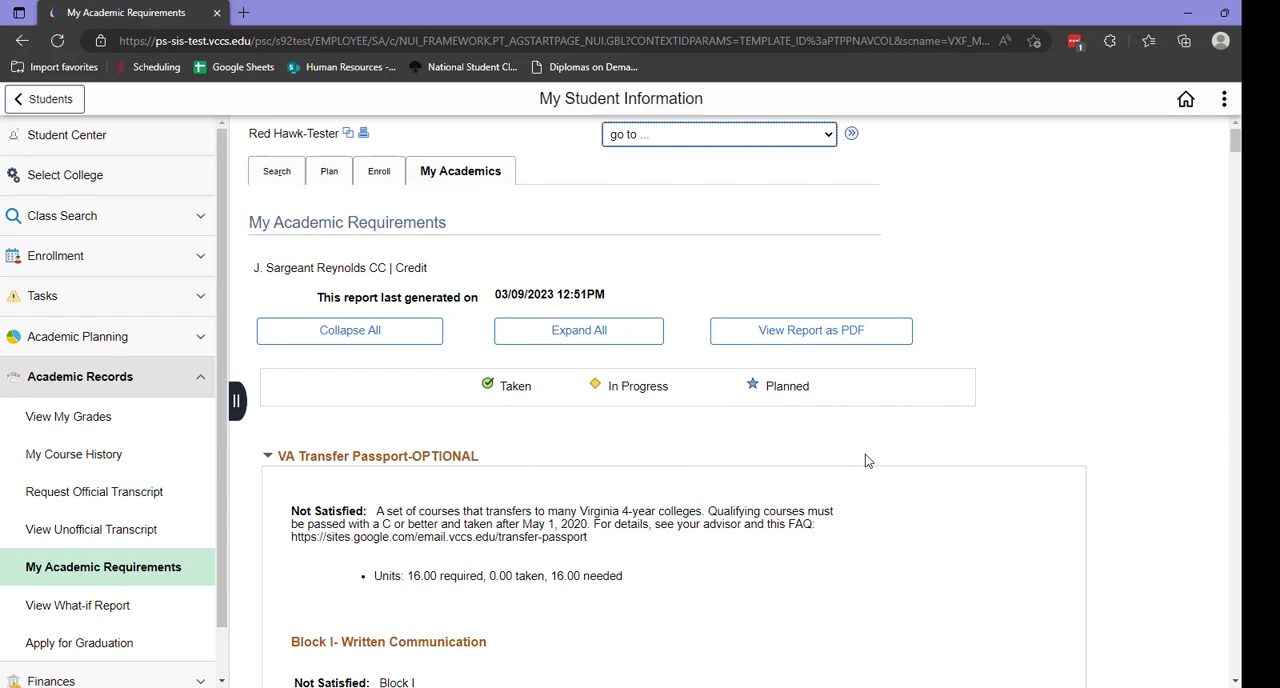 My Academic Requirements
https://ps-sis-test.vccs.edu/psc/s92test/EMPLOYEE/SA/c/NUI_FRAMEWORK.PT_AGSTARTPAGE_NUI.GBL?CONTEXTIDPARAMS=TEMPLATE_ID%3aPTPPNAVCOL&scname=VXF_M...
Import favorites Scheduling Google Sheets Human Resources -... National Student Cl... Diplomas on Dema...
Students My Student Information
Student Center
Select College
Class Search
Enrollment
Tasks
Academic Planning
Academic Records
View My Grades
My Course History
Request Official Transcript
View Unofficial Transcript
My Academic Requirements
View What-if Report
Apply for Graduation
Finances
Red Hawk-Tester go to ...
Search Plan Enroll My Academics
My Academic Requirements
J. Sargeant Reynolds CC | Credit
This report last generated on 03/09/2023 12:51PM
Collapse All Expand All View Report as PDF
Taken In Progress Planned
VA Transfer Passport-OPTIONAL
Not Satisfied: A set of courses that transfers to many Virginia 4-year colleges. Qualifying courses must
be passed with a C or better and taken after May 1, 2020. For details, see your advisor and this FAQ:
https://sites.google.com/email.vccs.edu/transfer-passport
• Units: 16.00 required, 0.00 taken, 16.00 needed
Block I- Written Communication
Not Satisfied: Block I